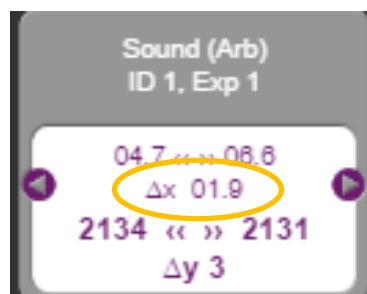 Sound (Arb)
ID 1, Exp 1
04.7 ‹‹ ›› 06.6
Δx 01.9
2134 ‹‹ ›› 2131
Δy 3